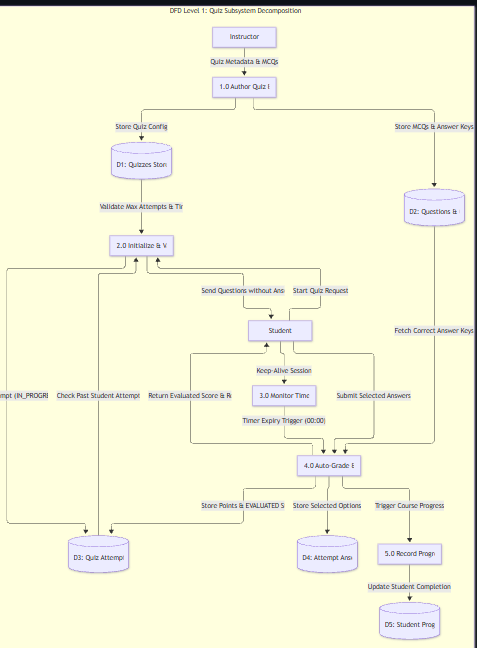 DFD Level 1: Quiz Subsystem Decomposition
Instructor
Quiz Metadata & MCQs
1.0 Author Quiz
Store Quiz Config
Store MCQs & Answer Keys
D1: Quizzes Stor
D2: Questions &
Validate Max Attempts & Ti
2.0 Initialize & V
Send Questions without Ans
Start Quiz Request
Student
Fetch Correct Answer Keys
Keep-Alive Session
mpt (IN_PROGRE
Check Past Student Attempt
Return Evaluated Score & R
3.0 Monitor Time
Submit Selected Answers
Timer Expiry Trigger (00:00)
4.0 Auto-Grade
Store Points & EVALUATED S
Store Selected Options
Trigger Course Progress
D3: Quiz Attempt
D4: Attempt Ans
5.0 Record Progr
Update Student Completion
D5: Student Prog